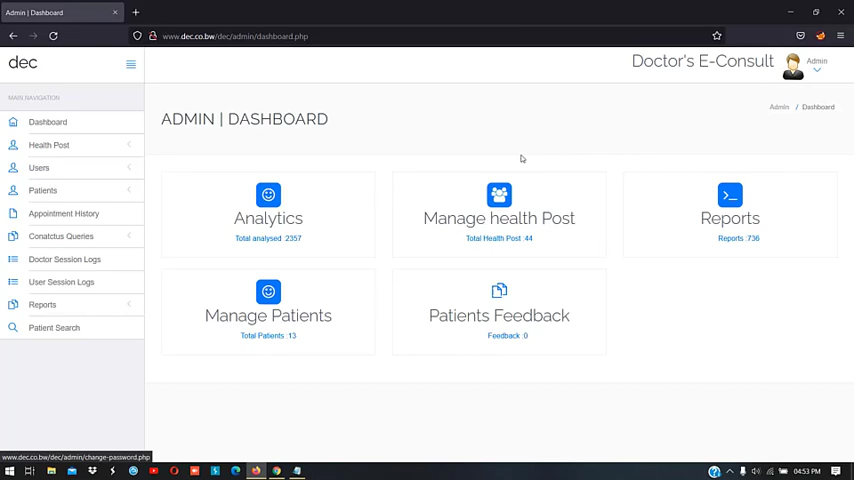 Admin | Dashboard
www.dec.co.bw/dec/admin/dashboard.php
dec
Doctor's E-Consult
Admin
MAIN NAVIGATION
Dashboard
Health Post
Users
Patients
Appointment History
Conatctus Queries
Doctor Session Logs
User Session Logs
Reports
Patient Search
ADMIN | DASHBOARD
Admin / Dashboard
Analytics
Total analysed :2357
Manage health Post
Total Health Post :44
Reports
Reports :736
Manage Patients
Total Patients :13
Patients Feedback
Feedback :0
www.dec.co.bw/dec/admin/change-password.php
04:53 PM